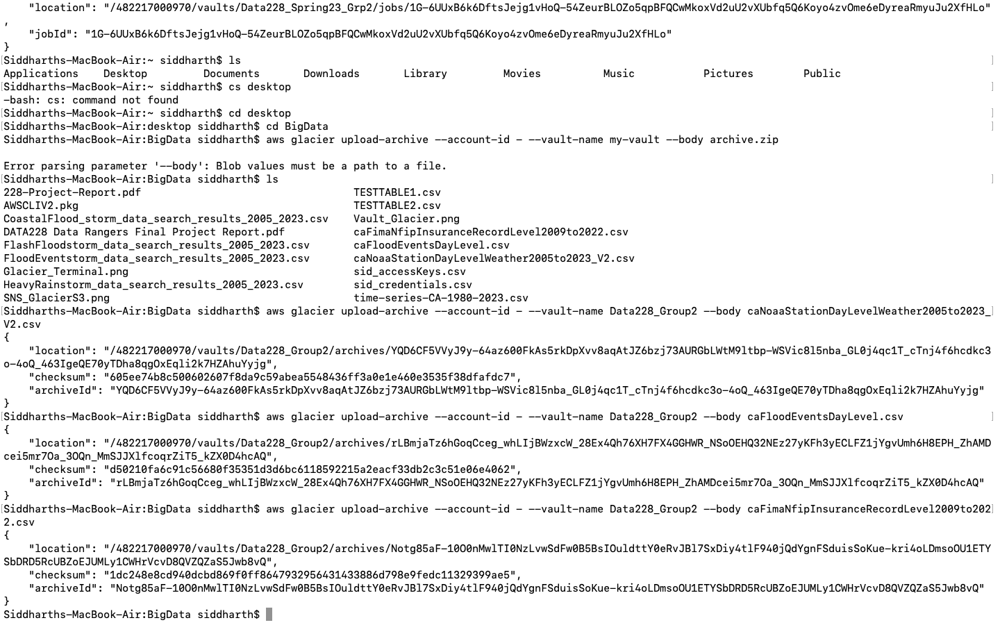 "location": "/482217000970/vaults/Data228_Spring23_Grp2/jobs/1G-6UUxB6k6DftsJejg1vHoQ-54ZeurBLOZo5qpBFQCwMkoxVd2uU2vXUbfq5Q6Koyo4zvOme6eDyreaRmyuJu2XfHLo"
,
    "jobId": "1G-6UUxB6k6DftsJejg1vHoQ-54ZeurBLOZo5qpBFQCwMkoxVd2uU2vXUbfq5Q6Koyo4zvOme6eDyreaRmyuJu2XfHLo"
}
[Siddharths-MacBook-Air:~ siddharth$ ls ]
Applications    Desktop         Documents       Downloads       Library         Movies          Music           Pictures        Public
[Siddharths-MacBook-Air:~ siddharth$ cs desktop ]
-bash: cs: command not found
[Siddharths-MacBook-Air:~ siddharth$ cd desktop ]
[Siddharths-MacBook-Air:desktop siddharth$ cd BigData ]
Siddharths-MacBook-Air:BigData siddharth$ aws glacier upload-archive --account-id - --vault-name my-vault --body archive.zip

Error parsing parameter '--body': Blob values must be a path to a file.
[Siddharths-MacBook-Air:BigData siddharth$ ls ]
228-Project-Report.pdf                                  TESTTABLE1.csv
AWSCLIV2.pkg                                            TESTTABLE2.csv
CoastalFlood_storm_data_search_results_2005_2023.csv    Vault_Glacier.png
DATA228 Data Rangers Final Project Report.pdf           caFimaNfipInsuranceRecordLevel2009to2022.csv
FlashFloodstorm_data_search_results_2005_2023.csv       caFloodEventsDayLevel.csv
FloodEventstorm_data_search_results_2005_2023.csv       caNoaaStationDayLevelWeather2005to2023_V2.csv
Glacier_Terminal.png                                    sid_accessKeys.csv
HeavyRainstorm_data_search_results_2005_2023.csv        sid_credentials.csv
SNS_GlacierS3.png                                       time-series-CA-1980-2023.csv
[Siddharths-MacBook-Air:BigData siddharth$ aws glacier upload-archive --account-id - --vault-name Data228_Group2 --body caNoaaStationDayLevelWeather2005to2023_]
V2.csv
{
    "location": "/482217000970/vaults/Data228_Group2/archives/YQD6CF5VVyJ9y-64az600FkAs5rkDpXvv8aqAtJZ6bzj73AURGbLWtM9ltbp-WSVic8l5nba_GL0j4qc1T_cTnj4f6hcdkc3
o-4oQ_463IgeQE70yTDha8qgOxEqli2k7HZAhuYyjg",
    "checksum": "605ee74b8c500602607f8da9c59abea5548436ff3a0e1e460e3535f38dfafdc7",
    "archiveId": "YQD6CF5VVyJ9y-64az600FkAs5rkDpXvv8aqAtJZ6bzj73AURGbLWtM9ltbp-WSVic8l5nba_GL0j4qc1T_cTnj4f6hcdkc3o-4oQ_463IgeQE70yTDha8qgOxEqli2k7HZAhuYyjg"
}
[Siddharths-MacBook-Air:BigData siddharth$ aws glacier upload-archive --account-id - --vault-name Data228_Group2 --body caFloodEventsDayLevel.csv ]
{
    "location": "/482217000970/vaults/Data228_Group2/archives/rLBmjaTz6hGoqCceg_whLIjBWzxcW_28Ex4Qh76XH7FX4GGHWR_NSoOEHQ32NEz27yKFh3yECLFZ1jYgvUmh6H8EPH_ZhAMD
cei5mr7Oa_3OQn_MmSJJXlfcoqrZiT5_kZX0D4hcAQ",
    "checksum": "d50210fa6c91c56680f35351d3d6bc6118592215a2eacf33db2c3c51e06e4062",
    "archiveId": "rLBmjaTz6hGoqCceg_whLIjBWzxcW_28Ex4Qh76XH7FX4GGHWR_NSoOEHQ32NEz27yKFh3yECLFZ1jYgvUmh6H8EPH_ZhAMDcei5mr7Oa_3OQn_MmSJJXlfcoqrZiT5_kZX0D4hcAQ"
}
[Siddharths-MacBook-Air:BigData siddharth$ aws glacier upload-archive --account-id - --vault-name Data228_Group2 --body caFimaNfipInsuranceRecordLevel2009to202]
2.csv
{
    "location": "/482217000970/vaults/Data228_Group2/archives/Notg85aF-10O0nMwlTI0NzLvwSdFw0B5BsIOuldttY0eRvJBl7SxDiy4tlF940jQdYgnFSduisSoKue-kri4oLDmsoOU1ETY
SbDRD5RcUBZoEJUMLy1CWHrVcvD8QVZQZaS5Jwb8vQ",
    "checksum": "1dc248e8cd940dcbd869f0ff8647932956431433886d798e9fedc11329399ae5",
    "archiveId": "Notg85aF-10O0nMwlTI0NzLvwSdFw0B5BsIOuldttY0eRvJBl7SxDiy4tlF940jQdYgnFSduisSoKue-kri4oLDmsoOU1ETYSbDRD5RcUBZoEJUMLy1CWHrVcvD8QVZQZaS5Jwb8vQ"
}
Siddharths-MacBook-Air:BigData siddharth$